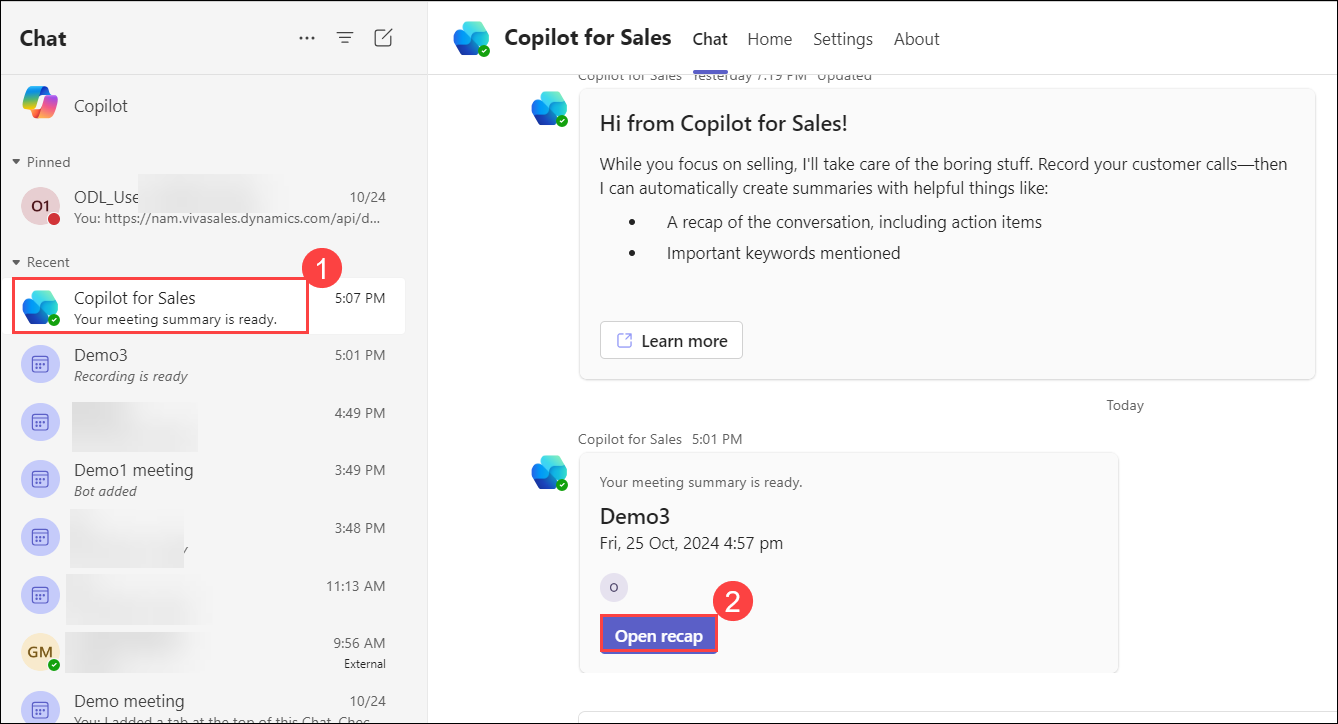 Chat
Copilot
Pinned
O1
ODL_Use
10/24
You: https://nam.vivasales.dynamics.com/api/d...
Recent
1
Copilot for Sales
5:07 PM
Your meeting summary is ready.
Demo3
5:01 PM
Recording is ready
4:49 PM
Demo1 meeting
3:49 PM
Bot added
3:48 PM
11:13 AM
GM
9:56 AM
External
Demo meeting
10/24
You: I added a tab at the top of this Chat. Chec
Copilot for Sales
Chat Home Settings About
Copilot for Sales Yesterday 7:19 PM Updated
Hi from Copilot for Sales!
While you focus on selling, I'll take care of the boring stuff. Record your customer calls—then
I can automatically create summaries with helpful things like:
• A recap of the conversation, including action items
• Important keywords mentioned
Learn more
Today
Copilot for Sales 5:01 PM
Your meeting summary is ready.
Demo3
Fri, 25 Oct, 2024 4:57 pm
O
2
Open recap